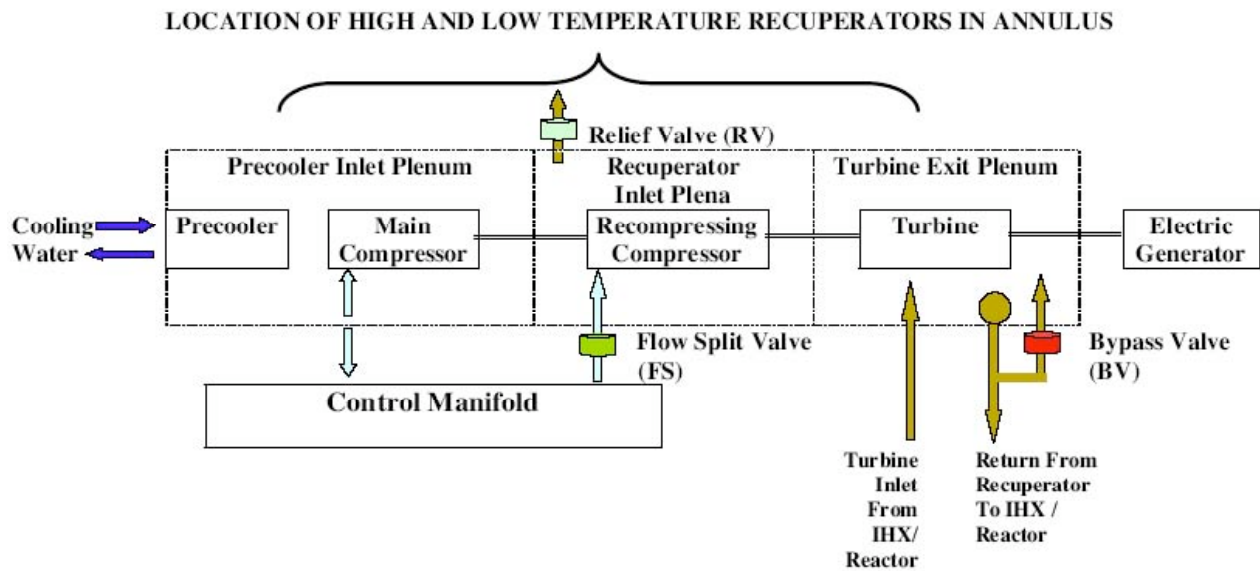 LOCATION OF HIGH AND LOW TEMPERATURE RECUPERATORS IN ANNULUS
Relief Valve (RV)
Precooler Inlet Plenum
Recuperator
Inlet Plena
Turbine Exit Plenum
Cooling
Water
Precooler
Main
Compressor
Recompressing
Compressor
Turbine
Electric
Generator
Flow Split Valve
(FS)
Bypass Valve
(BV)
Control Manifold
Turbine
Inlet
From
IHX/
Reactor
Return From
Recuperator
To IHX /
Reactor